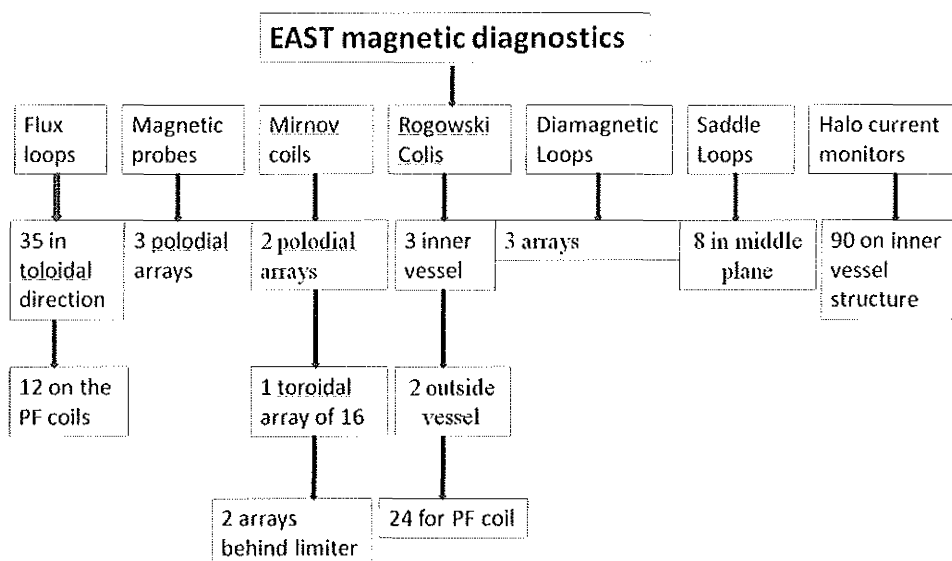 EAST magnetic diagnostics
Flux
loops
Magnetic
probes
Mirnov
coils
Rogowski
Colis
Diamagnetic
Loops
Saddle
Loops
Halo current
monitors
35 in
toloidal
direction
3 polodial
arrays
2 polodial
arrays
3 inner
vessel
3 arrays
8 in middle
plane
90 on inner
vessel
structure
12 on the
PF coils
1 toroidal
array of 16
2 outside
vessel
2 arrays
behind limiter
24 for PF coil